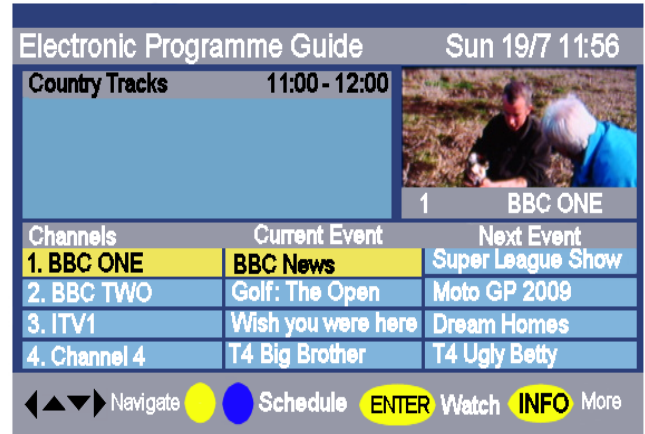 Electronic Programme Guide Sun 19/7 11:56
Country Tracks 11:00 - 12:00
1 BBC ONE
Channels Current Event Next Event
1. BBC ONE BBC News Super League Show
2. BBC TWO Golf: The Open Moto GP 2009
3. ITV1 Wish you were here Dream Homes
4. Channel 4 T4 Big Brother T4 Ugly Betty
Navigate Schedule ENTER Watch INFO More